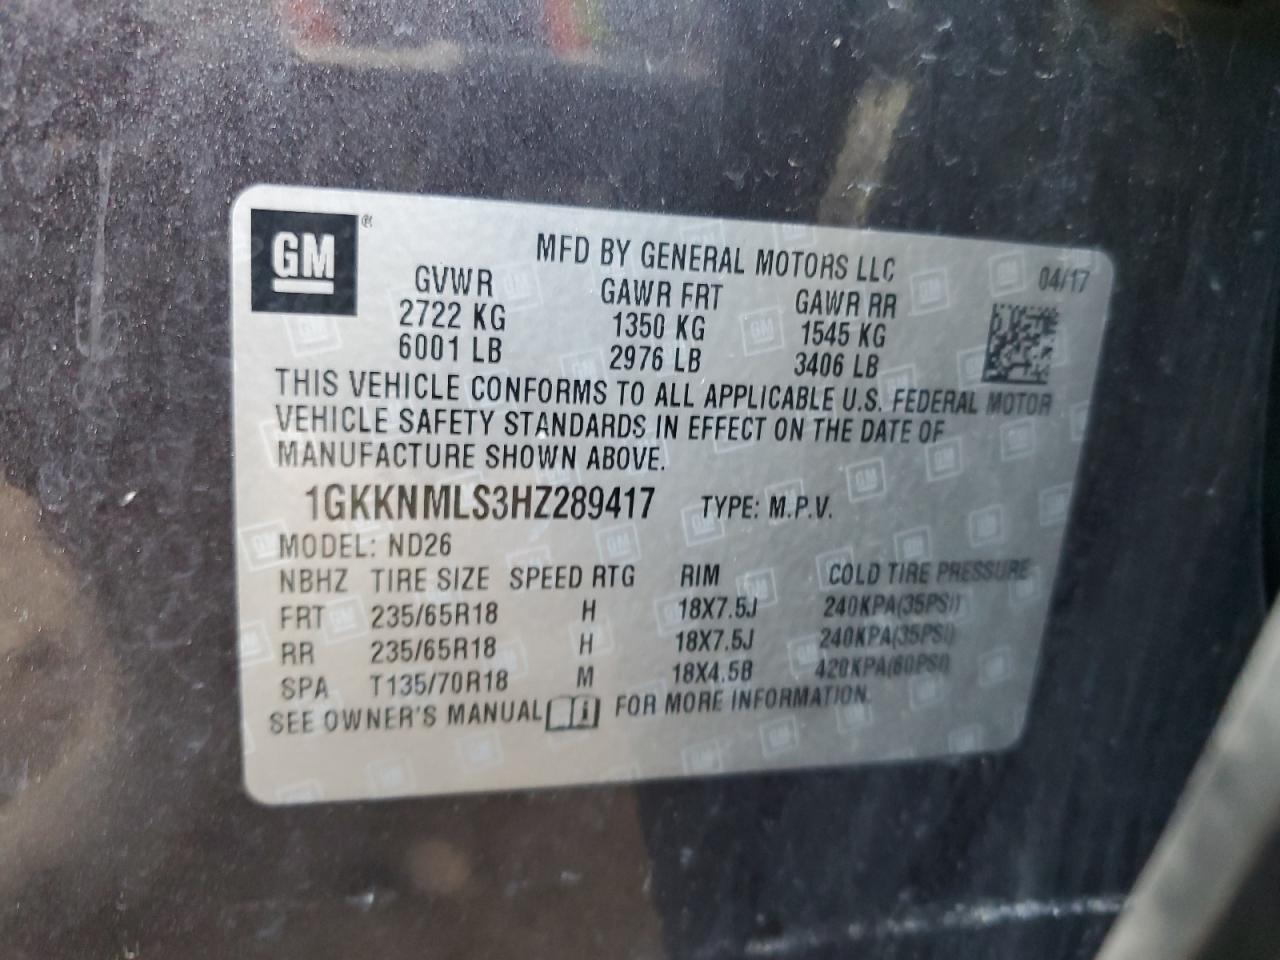 GM®
MFD BY GENERAL MOTORS LLC
04/17
GVWR GAWR FRT GAWR RR
2722 KG 1350 KG 1545 KG
6001 LB 2976 LB 3406 LB
THIS VEHICLE CONFORMS TO ALL APPLICABLE U.S. FEDERAL MOTOR
VEHICLE SAFETY STANDARDS IN EFFECT ON THE DATE OF
MANUFACTURE SHOWN ABOVE.
1GKKNMLS3HZ289417 TYPE: M.P.V.
MODEL: ND26
NBHZ TIRE SIZE SPEED RTG RIM COLD TIRE PRESSURE
FRT 235/65R18 H 18X7.5J 240KPA(35PSI)
RR 235/65R18 H 18X7.5J 240KPA(35PSI)
SPA T135/70R18 M 18X4.5B 420KPA(60PSI)
SEE OWNER'S MANUAL i FOR MORE INFORMATION.